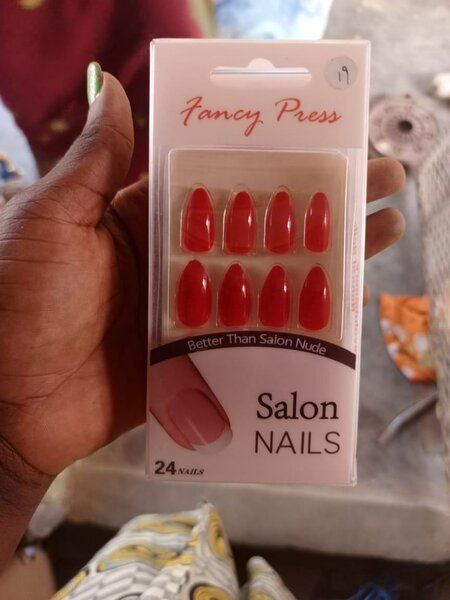 19
Fancy Press
Better Than Salon Nude
Salon
NAILS
24 NAILS